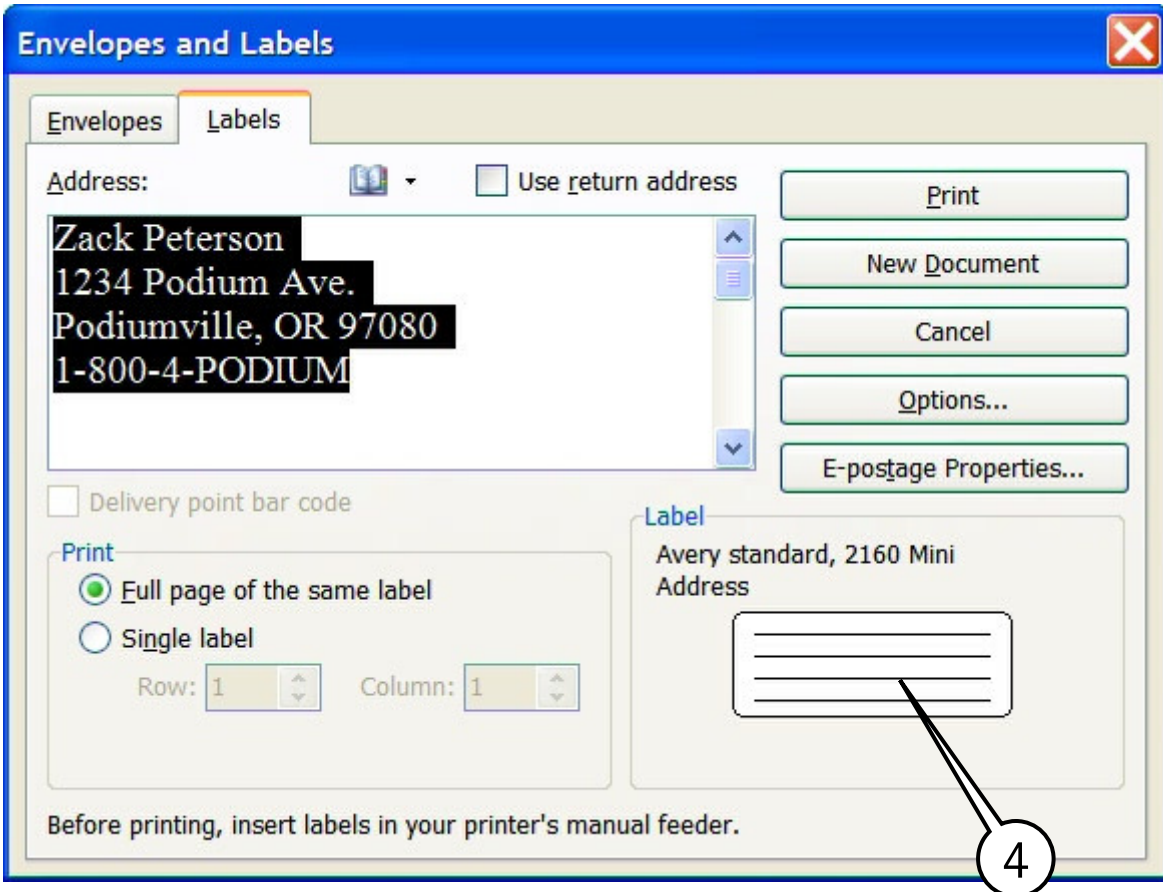 Envelopes and Labels
Envelopes Labels
Address: Use return address
Zack Peterson
1234 Podium Ave.
Podiumville, OR 97080
1-800-4-PODIUM
Print
New Document
Cancel
Options...
E-postage Properties...
Delivery point bar code
Print
Full page of the same label
Single label
Row: 1 Column: 1
Label
Avery standard, 2160 Mini
Address
4
Before printing, insert labels in your printer's manual feeder.